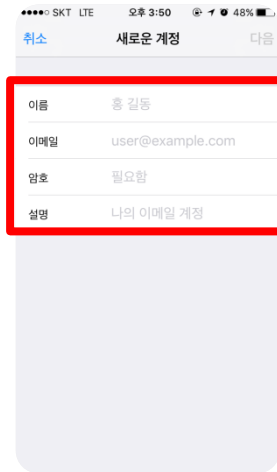 SKT LTE 오후 3:50 48%
취소 새로운 계정 다음
이름 홍 길동
이메일 user@example.com
암호 필요함
설명 나의 이메일 계정